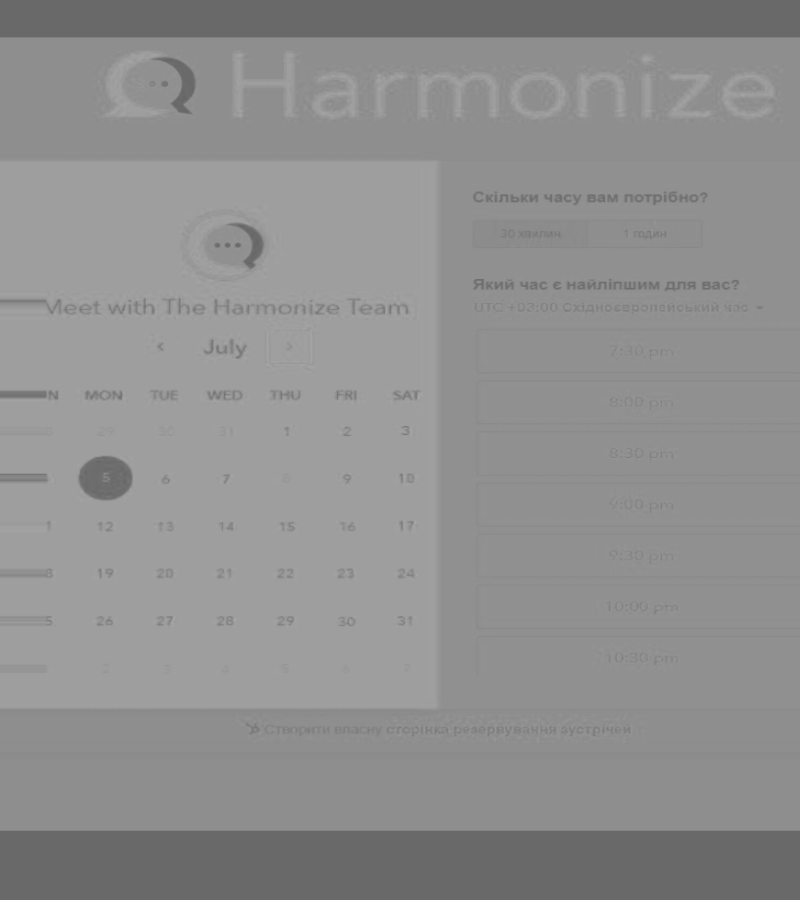 Harmonize
Meet with The Harmonize Team
July
N MON TUE WED THU FRI SAT
29 30 31 1 2 3
5 6 7 8 9 10
1 12 13 14 15 16 17
8 19 20 21 22 23 24
5 26 27 28 29 30 31
2 3 4 5 6 7
Скільки часу вам потрібно?
30 хвилин 1 годин
Який час є найліпшим для вас?
UTC +03:00 Східноєвропейський час
7:30 pm
8:00 pm
8:30 pm
9:00 pm
9:30 pm
10:00 pm
10:30 pm
Створити власну сторінка резервування зустрічей